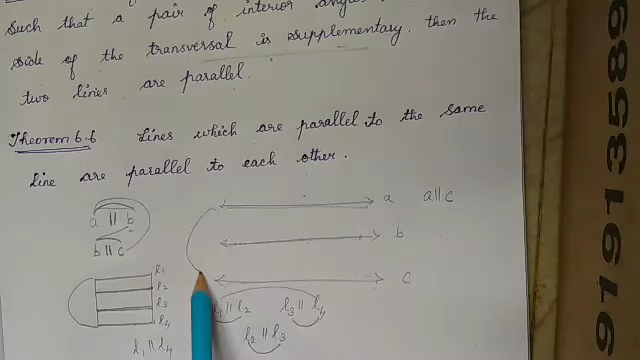 such that a pair of interior
side of the transversal is supplementary, then the
two lines are parallel.
Theorem 6.6 Lines which are parallel to the same
line are parallel to each other.
a || b
b || c
a
a || c
b
c
l1
l2
l3
l4
l1 || l4
l1 || l2
l3 || l4
l2 || l3
9193589